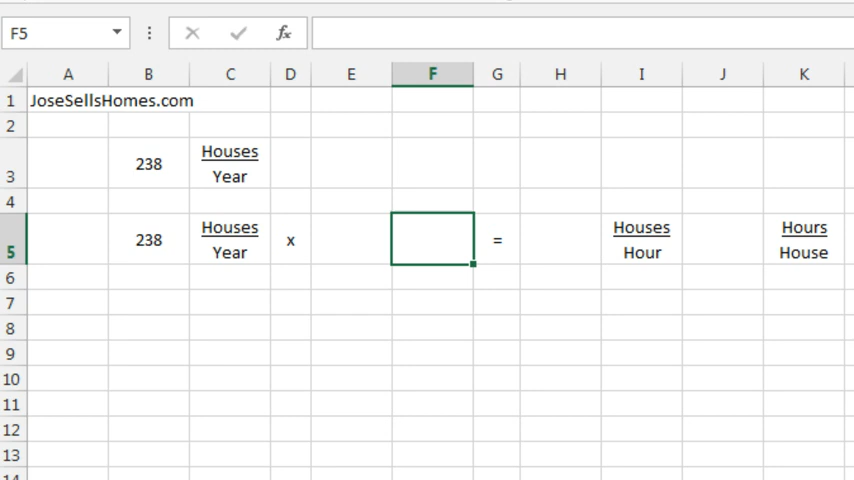 F5
fx
A B C D E F G H I J K
1 JoseSellsHomes.com
2
3 238 Houses
Year
4
5 238 Houses x = Houses Hours
Year Hour House
6
7
8
9
10
11
12
13
14